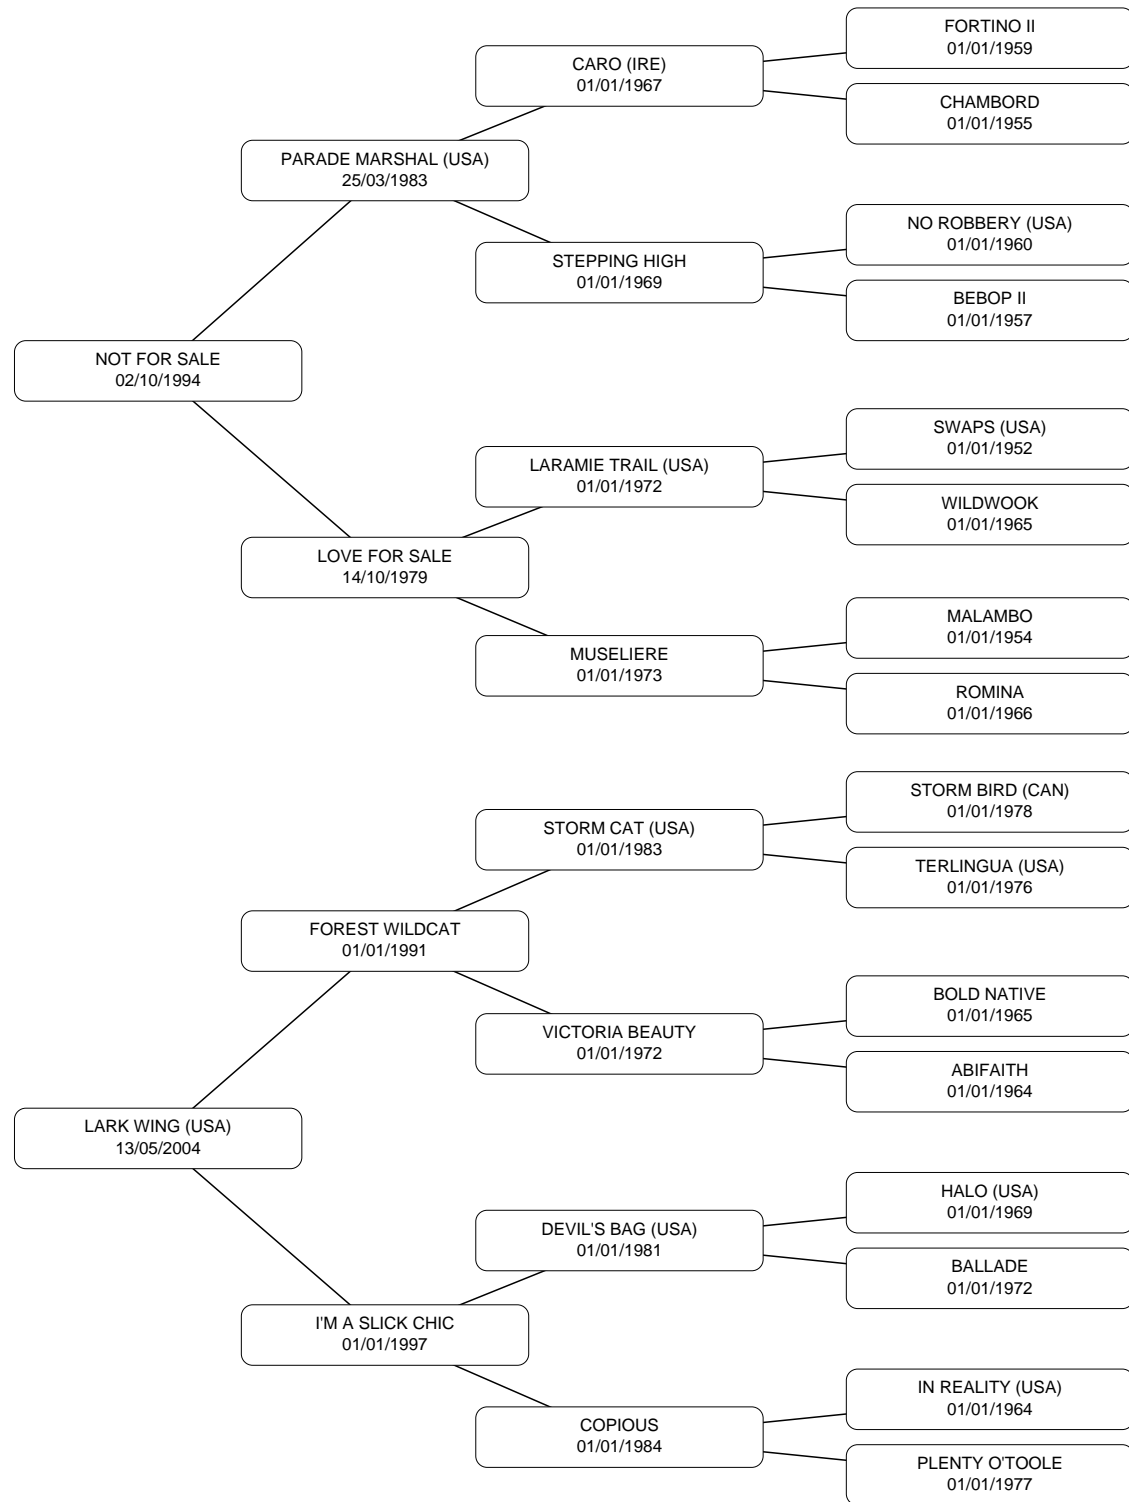 FORTINO II
01/01/1959
CARO (IRE)
01/01/1967
CHAMBORD
01/01/1955
PARADE MARSHAL (USA)
25/03/1983
NO ROBBERY (USA)
01/01/1960
STEPPING HIGH
01/01/1969
BEBOP II
01/01/1957
NOT FOR SALE
02/10/1994
SWAPS (USA)
01/01/1952
LARAMIE TRAIL (USA)
01/01/1972
WILDWOOK
01/01/1965
LOVE FOR SALE
14/10/1979
MALAMBO
01/01/1954
MUSELIERE
01/01/1973
ROMINA
01/01/1966
STORM BIRD (CAN)
01/01/1978
STORM CAT (USA)
01/01/1983
TERLINGUA (USA)
01/01/1976
FOREST WILDCAT
01/01/1991
BOLD NATIVE
01/01/1965
VICTORIA BEAUTY
01/01/1972
ABIFAITH
01/01/1964
LARK WING (USA)
13/05/2004
HALO (USA)
01/01/1969
DEVIL'S BAG (USA)
01/01/1981
BALLADE
01/01/1972
I'M A SLICK CHIC
01/01/1997
IN REALITY (USA)
01/01/1964
COPIOUS
01/01/1984
PLENTY O'TOOLE
01/01/1977